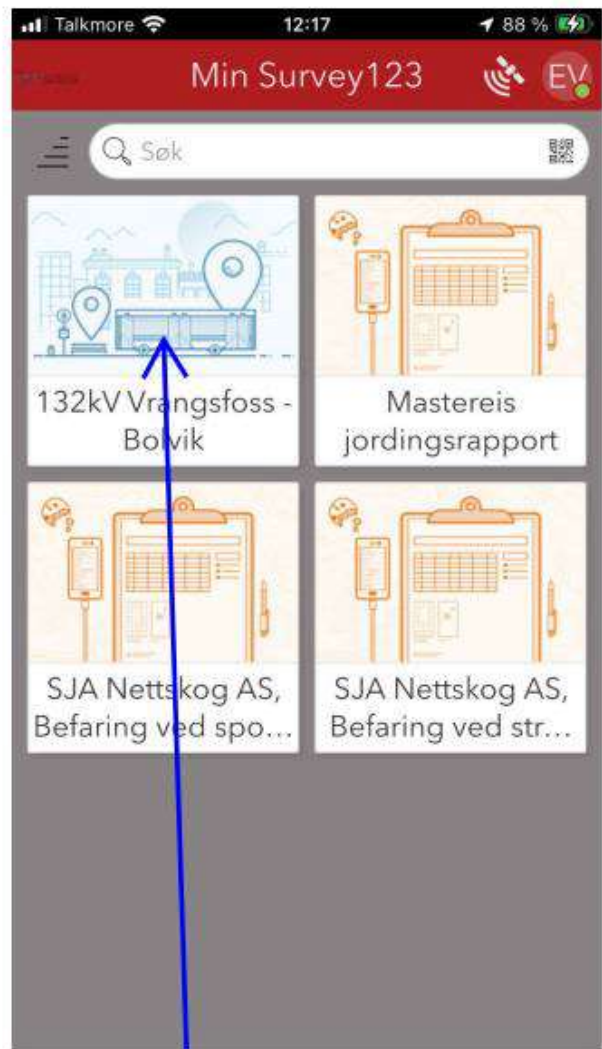 Talkmore 12:17 88 %
Min Survey123 EV
Søk
132kV Vrangsfoss -
Bolvik
Mastereis
jordingsrapport
SJA Nettskog AS,
Befaring ved spo...
SJA Nettskog AS,
Befaring ved str...